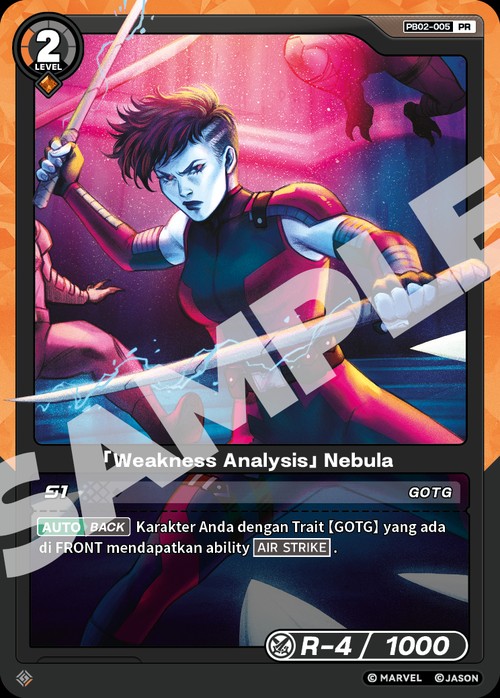 PB02-005 PR
2
LEVEL
「Weakness Analysis」 Nebula
S1 GOTG
AUTO BACK Karakter Anda dengan Trait【GOTG】yang ada
di FRONT mendapatkan ability AIR STRIKE .
R-4 / 1000
© MARVEL ©JASON
SAMPLE